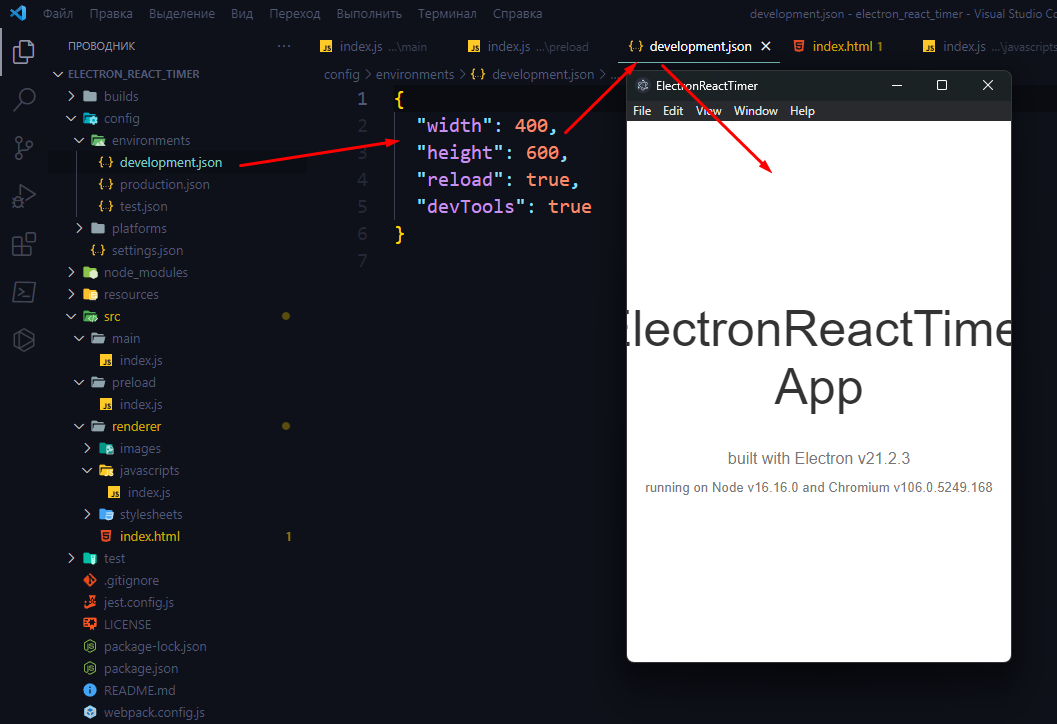 Файл Правка Выделение Вид Переход Выполнить Терминал Справка
development.json - electron_react_timer - Visual Studio Co
ПРОВОДНИК ...
ELECTRON_REACT_TIMER
builds
config
environments
development.json
production.json
test.json
platforms
settings.json
node_modules
resources
src
main
index.js
preload
index.js
renderer
images
javascripts
index.js
stylesheets
index.html 1
test
.gitignore
jest.config.js
LICENSE
package-lock.json
package.json
README.md
webpack.config.js
index.js ...\main
index.js ...\preload
development.json
index.html 1
index.js ...\javascripts
config > environments > {..} development.json > ...
1 {
2 "width": 400,
3 "height": 600,
4 "reload": true,
5 "devTools": true
6 }
7
ElectronReactTimer
File Edit View Window Help
ElectronReactTime
App
built with Electron v21.2.3
running on Node v16.16.0 and Chromium v106.0.5249.168